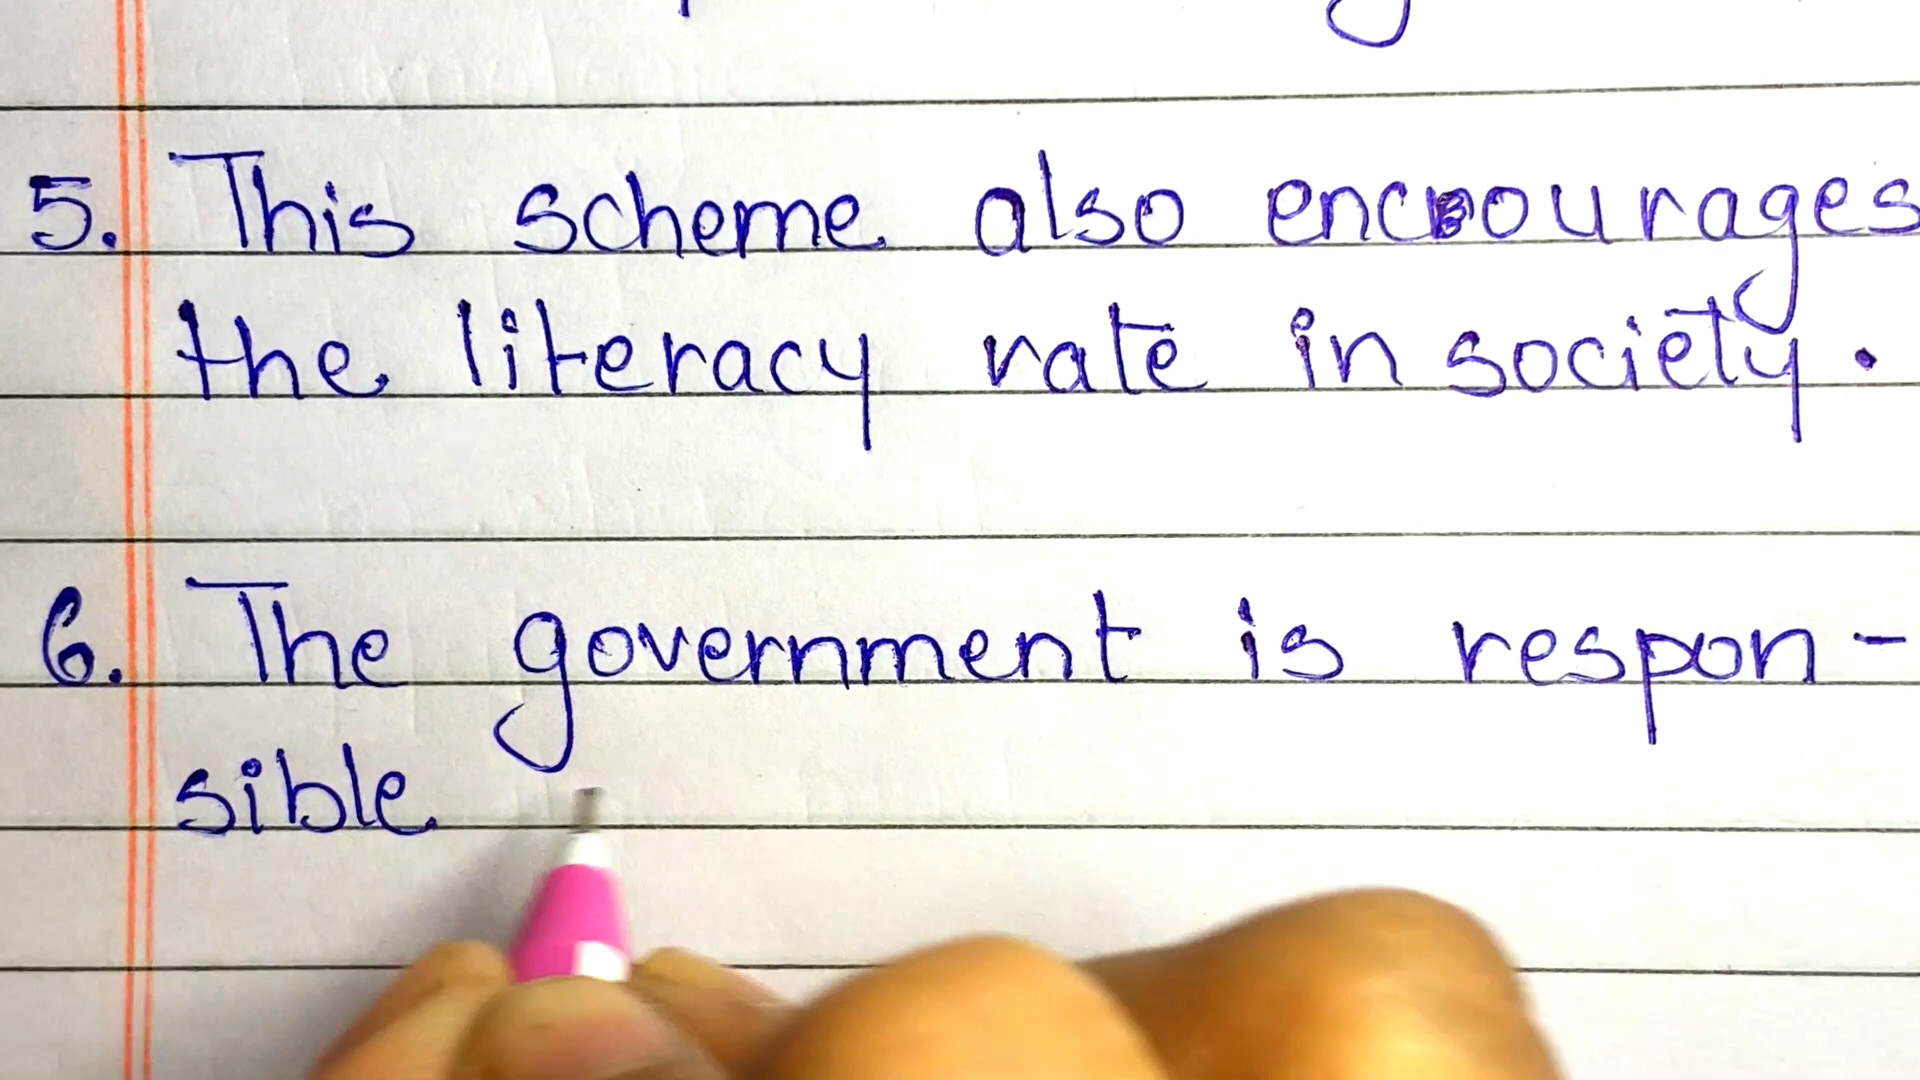 5. This scheme also encourages
the literacy rate in society.
6. The government is respon-
sible